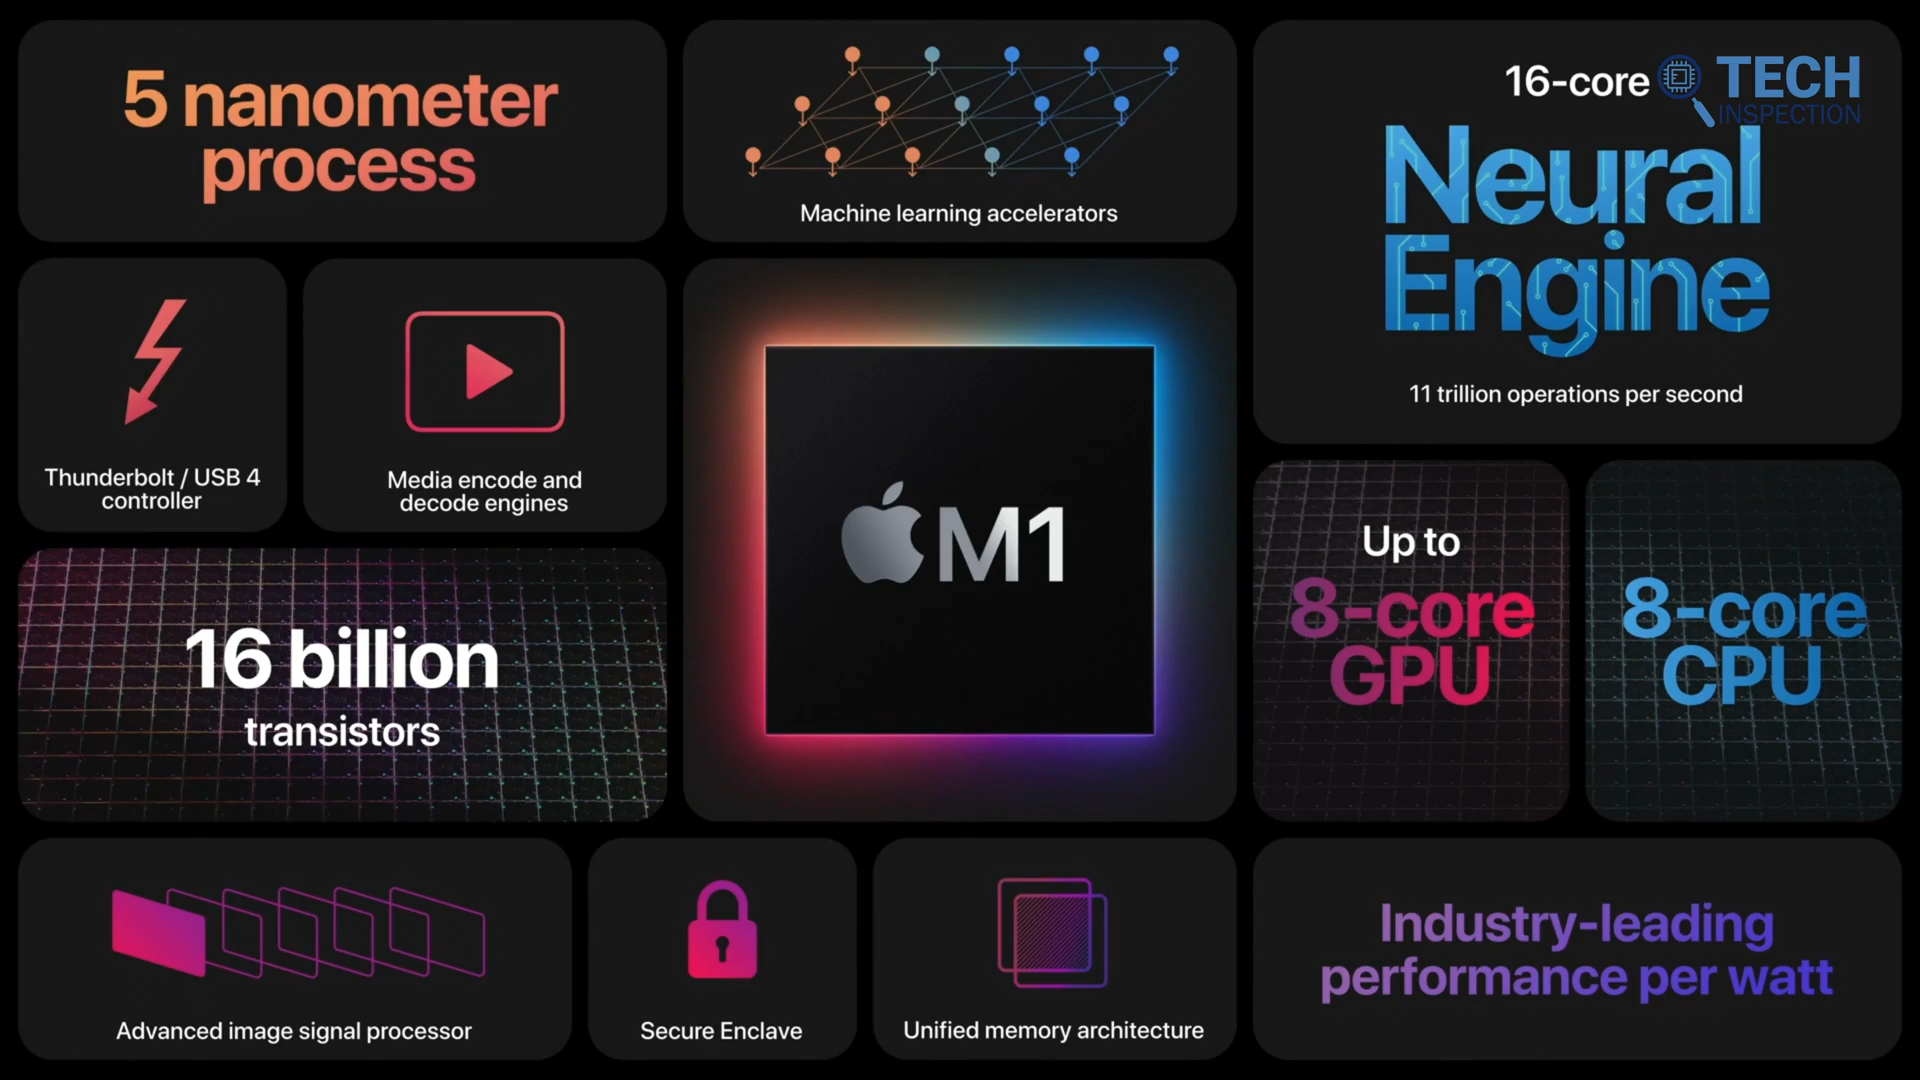 5 nanometer
process
Machine learning accelerators
16-core
TECH
INSPECTION
Neural
Engine
11 trillion operations per second
Thunderbolt / USB 4
controller
Media encode and
decode engines
M1
Up to
8-core
GPU
8-core
CPU
16 billion
transistors
Advanced image signal processor
Secure Enclave
Unified memory architecture
Industry-leading
performance per watt